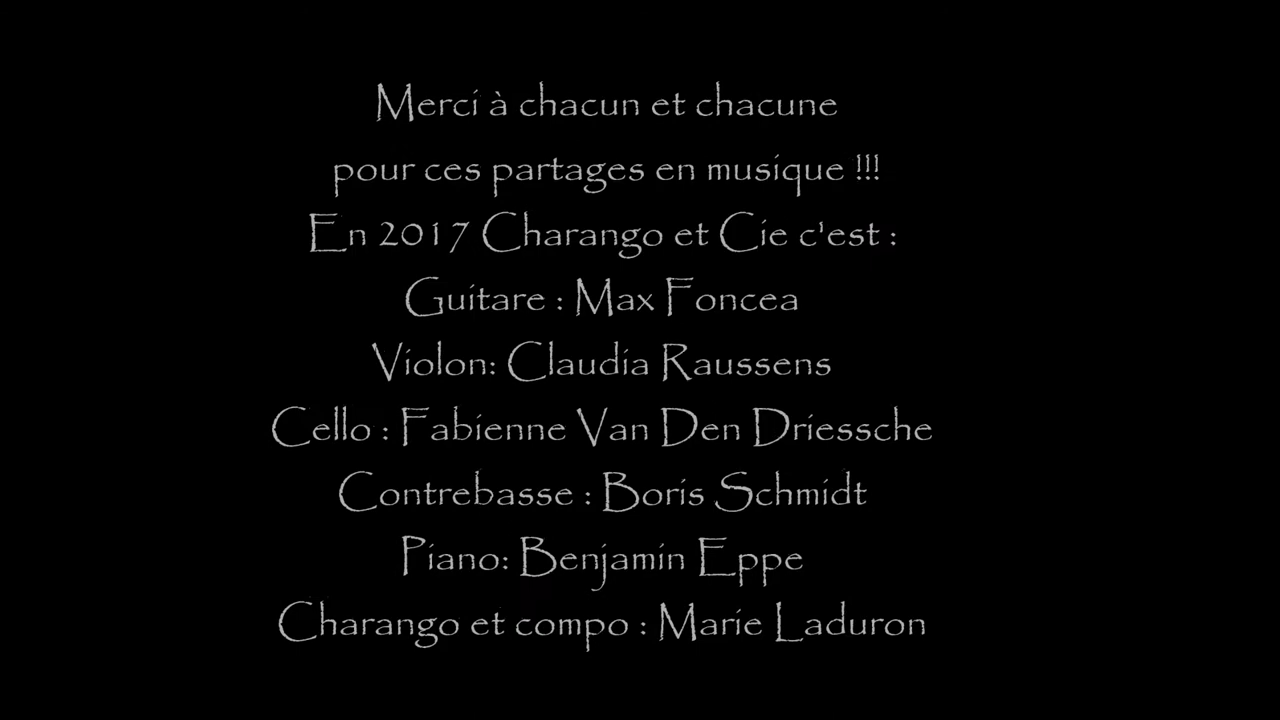 Merci à chacun et chacune
pour ces partages en musique !!!
En 2017 Charango et Cie c'est :
Guitare : Max Foncea
Violon: Claudia Raussens
Cello : Fabienne Van Den Driessche
Contrebasse : Boris Schmidt
Piano: Benjamin Eppe
Charango et compo : Marie Laduron